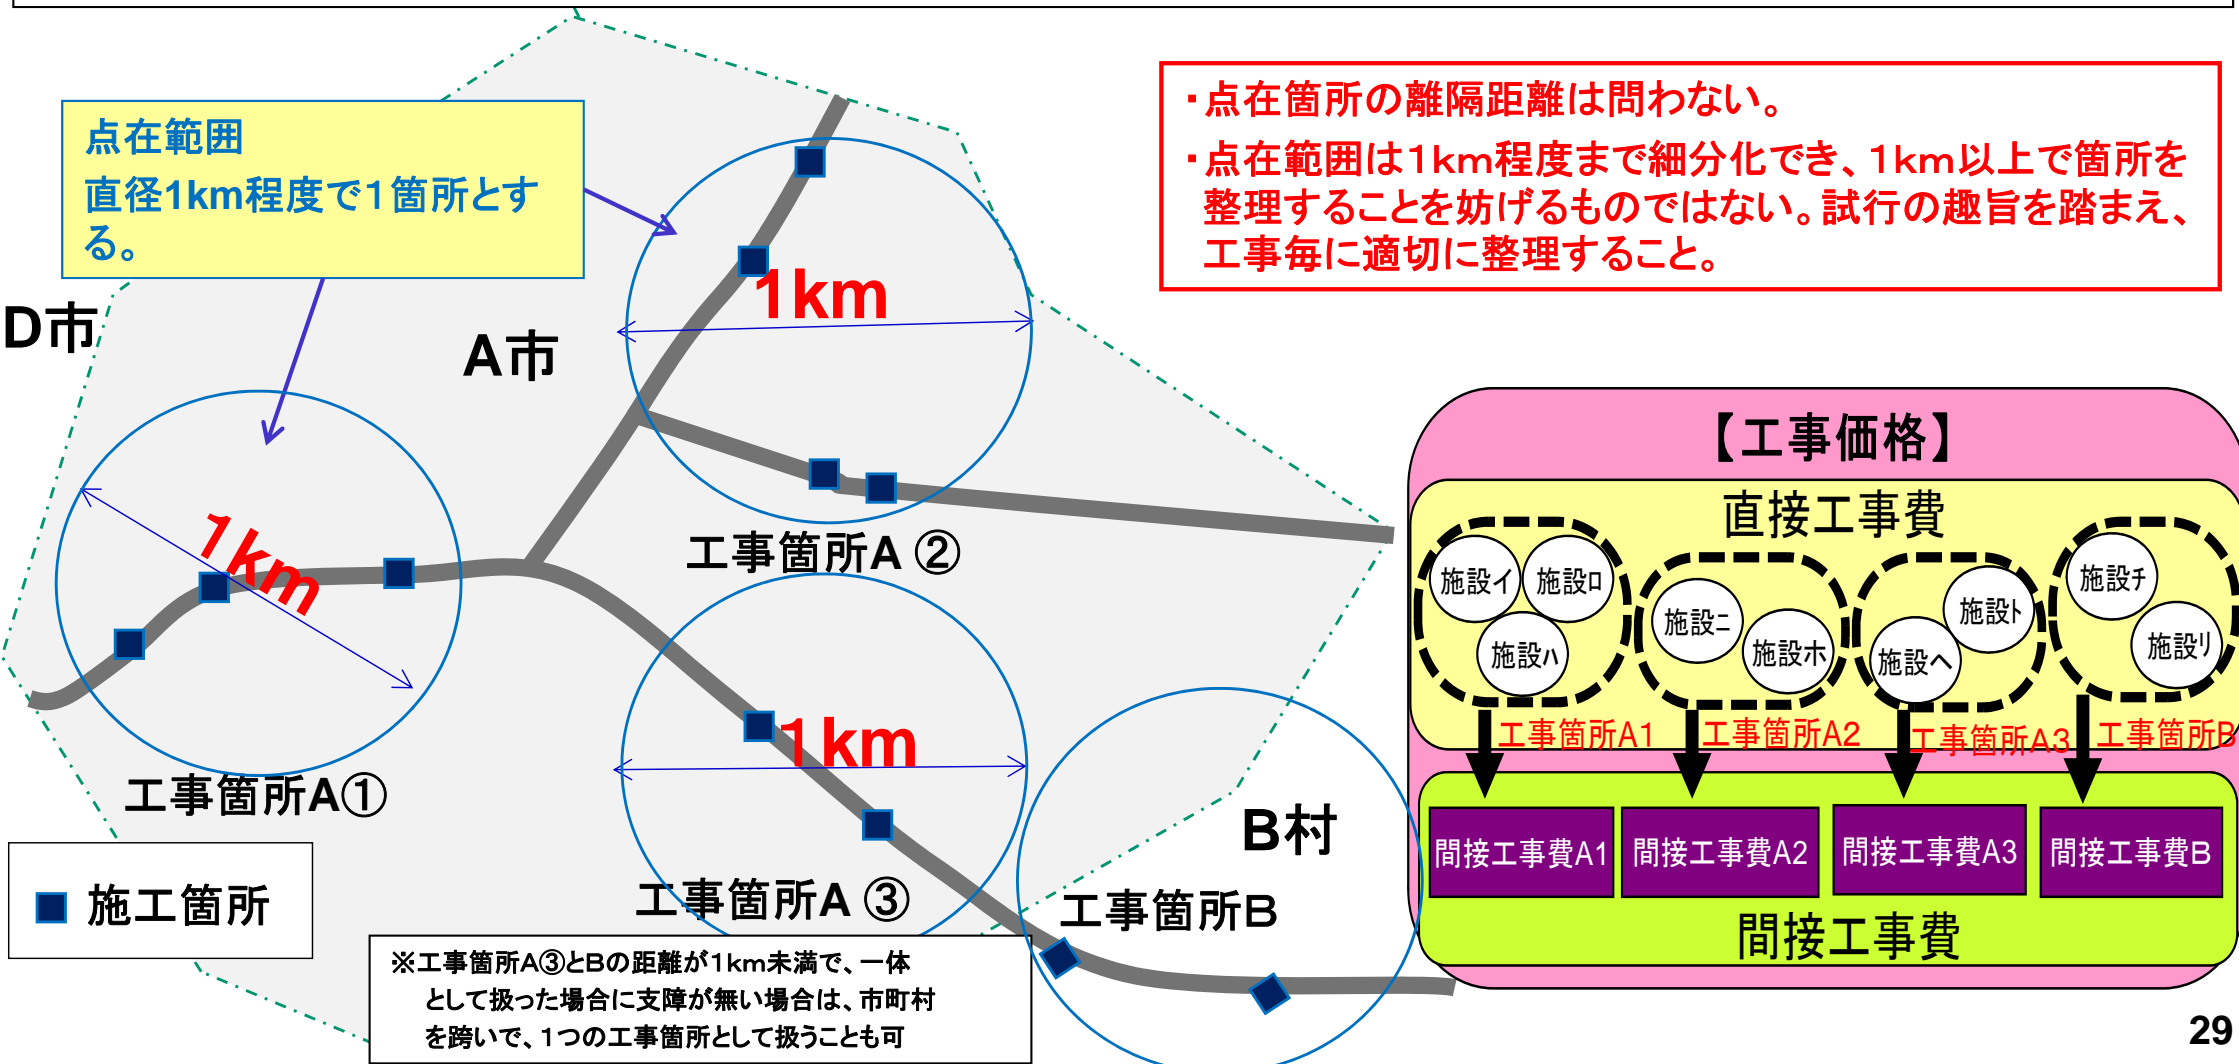 ・点在箇所の離隔距離は問わない。
・点在範囲は1km程度まで細分化でき、1km以上で箇所を
整理することを妨げるものではない。試行の趣旨を踏まえ、
工事毎に適切に整理すること。
点在範囲
直径1km程度で1箇所とす
る。
D市
A市
1km
1km
工事箇所A ②
工事箇所A①
1km
工事箇所A ③
B村
工事箇所B
施工箇所
※工事箇所A③とBの距離が1km未満で、一体
として扱った場合に支障が無い場合は、市町村
を跨いで、1つの工事箇所として扱うことも可
【工事価格】
直接工事費
施設イ
施設ロ
施設ハ
施設ニ
施設ホ
施設ヘ
施設ト
施設チ
施設リ
工事箇所A1
工事箇所A2
工事箇所A3
工事箇所B
間接工事費A1
間接工事費A2
間接工事費A3
間接工事費B
間接工事費
29